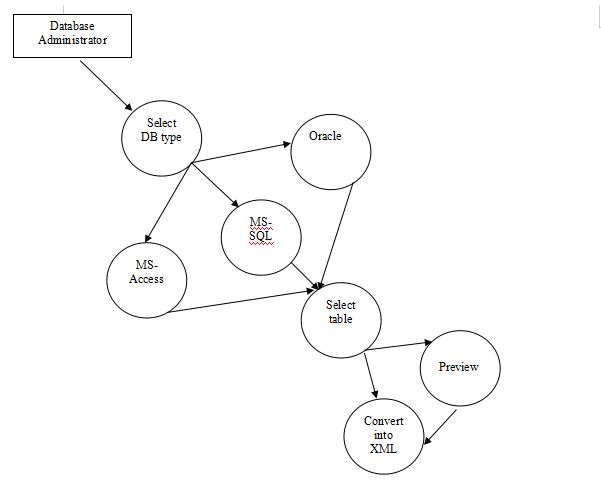 Database
Administrator
Select
DB type
Oracle
MS-
SQL
MS-
Access
Select
table
Preview
Convert
into
XML